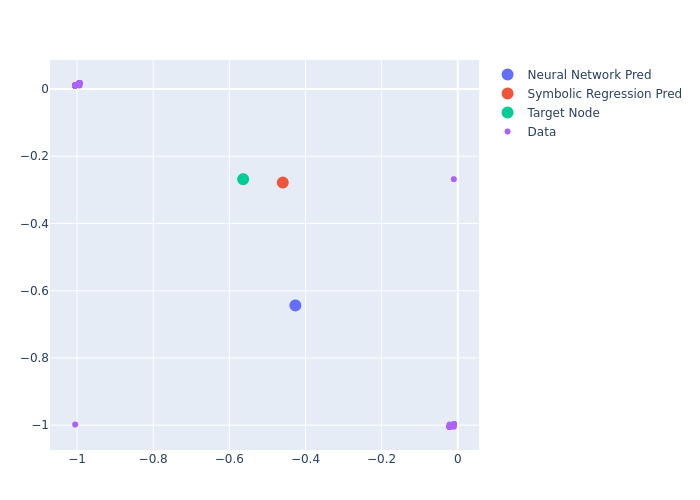 Neural Network Pred
Symbolic Regression Pred
Target Node
Data
0
−0.2
−0.4
−0.6
−0.8
−1
−1 −0.8 −0.6 −0.4 −0.2 0